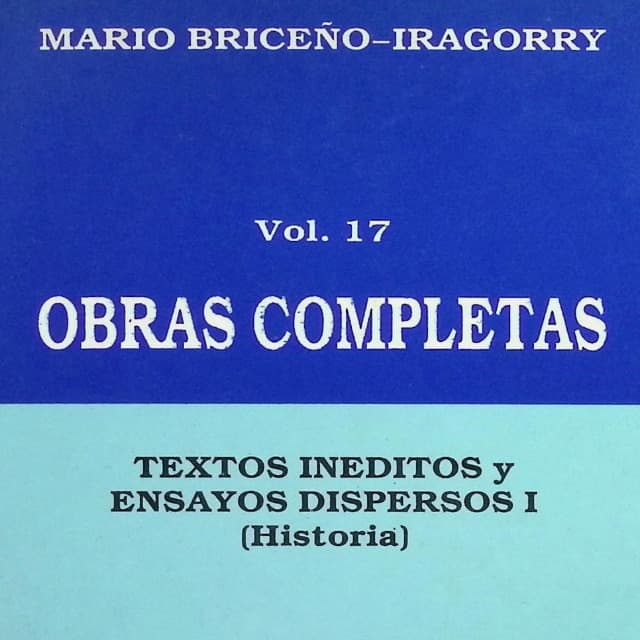 MARIO BRICEÑO-IRAGORRY
Vol. 17
OBRAS COMPLETAS
TEXTOS INEDITOS y
ENSAYOS DISPERSOS I
(Historia)